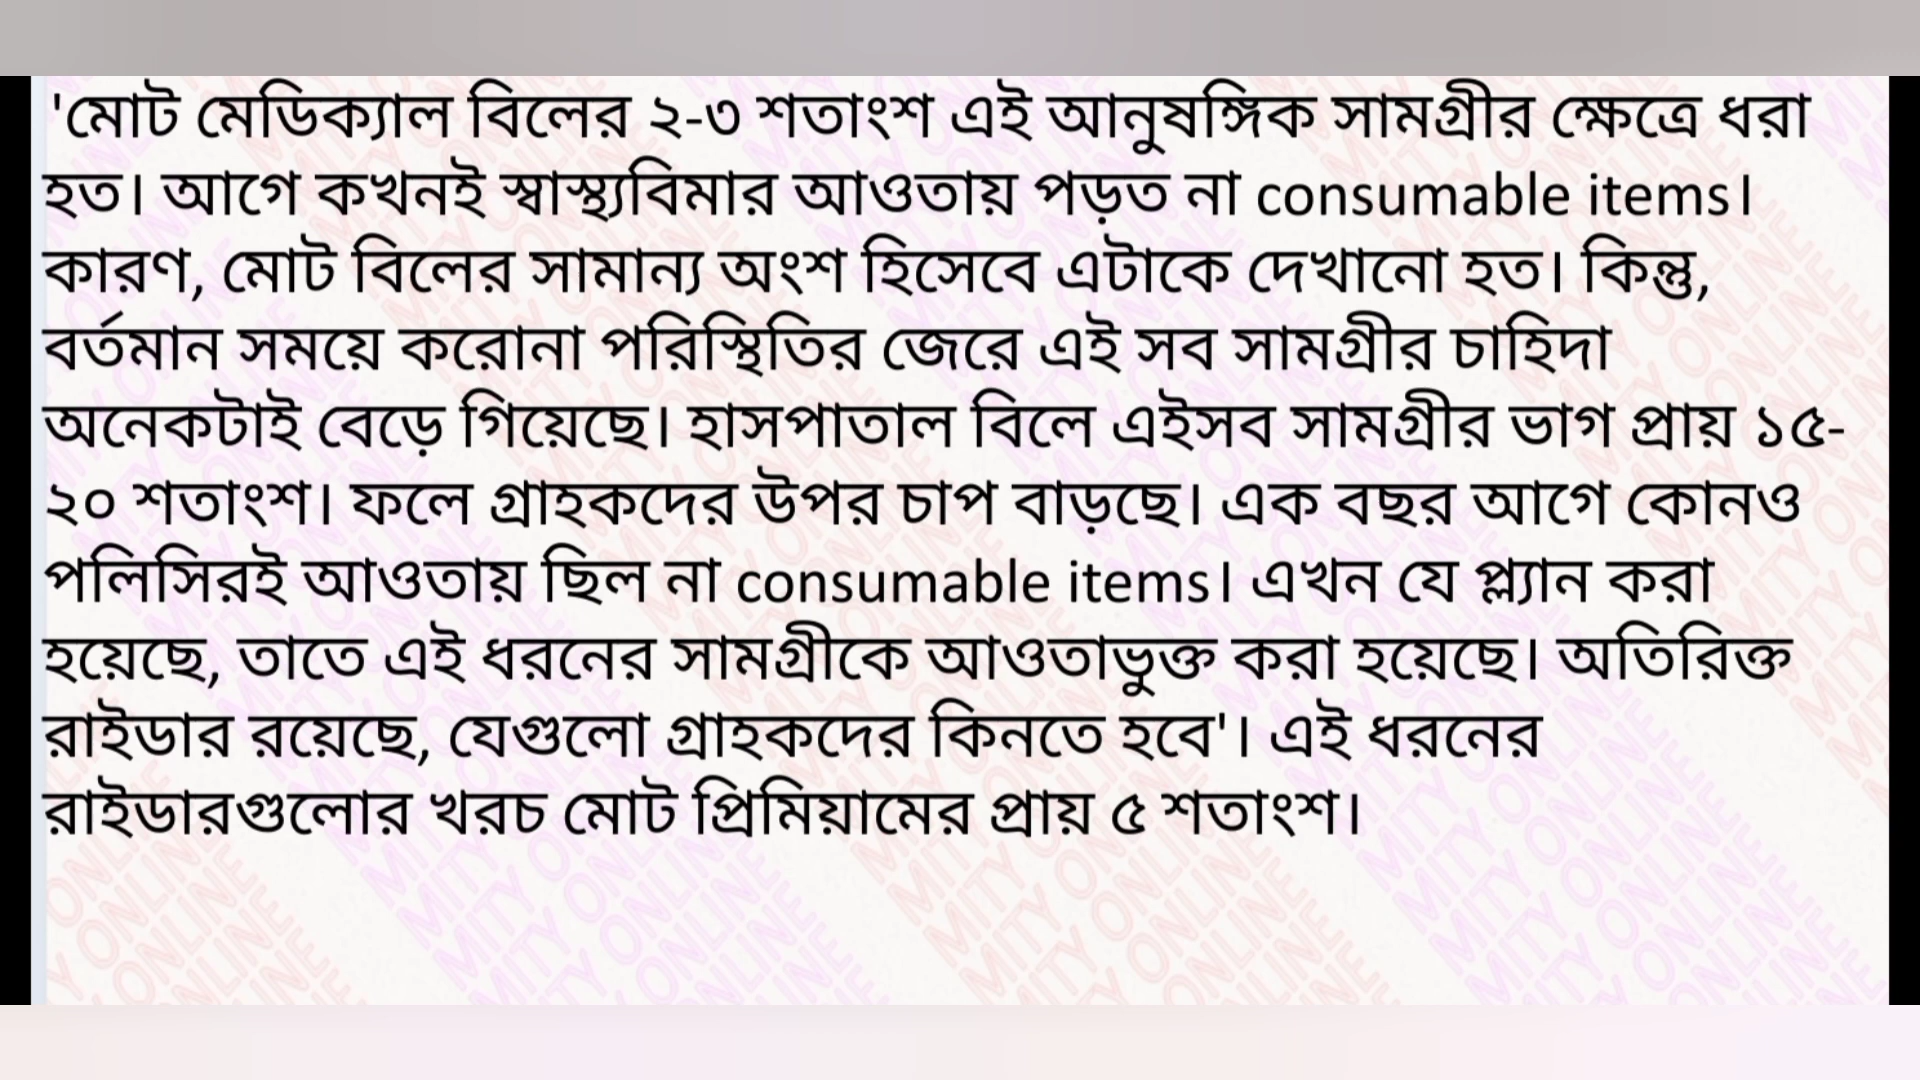 'মোট মেডিক্যাল বিলের ২-৩ শতাংশ এই আনুষঙ্গিক সামগ্রীর ক্ষেত্রে ধরা
হত। আগে কখনই স্বাস্থ্যবিমার আওতায় পড়ত না consumable items।
কারণ, মোট বিলের সামান্য অংশ হিসেবে এটাকে দেখানো হত। কিন্তু,
বর্তমান সময়ে করোনা পরিস্থিতির জেরে এই সব সামগ্রীর চাহিদা
অনেকটাই বেড়ে গিয়েছে। হাসপাতাল বিলে এইসব সামগ্রীর ভাগ প্রায় ১৫-
২০ শতাংশ। ফলে গ্রাহকদের উপর চাপ বাড়ছে। এক বছর আগে কোনও
পলিসিরই আওতায় ছিল না consumable items। এখন যে প্ল্যান করা
হয়েছে, তাতে এই ধরনের সামগ্রীকে আওতাভুক্ত করা হয়েছে। অতিরিক্ত
রাইডার রয়েছে, যেগুলো গ্রাহকদের কিনতে হবে'। এই ধরনের
রাইডারগুলোর খরচ মোট প্রিমিয়ামের প্রায় ৫ শতাংশ।